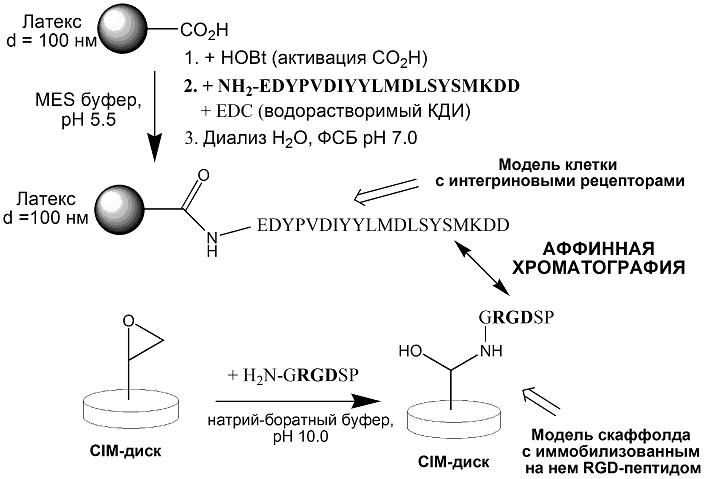 Латекс
d = 100 нм
CO₂H
1. + HOBt (активация CO₂H)
2. + NH₂-EDYPVDIYYLMDLSYSMKDD
+ EDC (водорастворимый КДИ)
3. Диализ H₂O, ФСБ pH 7.0
MES буфер,
pH 5.5
Модель клетки
с интегриновыми рецепторами
Латекс
d =100 нм
O
N
H
EDYPVDIYYLMDLSYSMKDD
АФФИННАЯ
ХРОМАТОГРАФИЯ
O
GRGDSP
HO
NH
+ H₂N-GRGDSP
натрий-боратный буфер,
pH 10.0
CIM-диск
CIM-диск
Модель скаффолда
с иммобилизованным
на нем RGD-пептидом